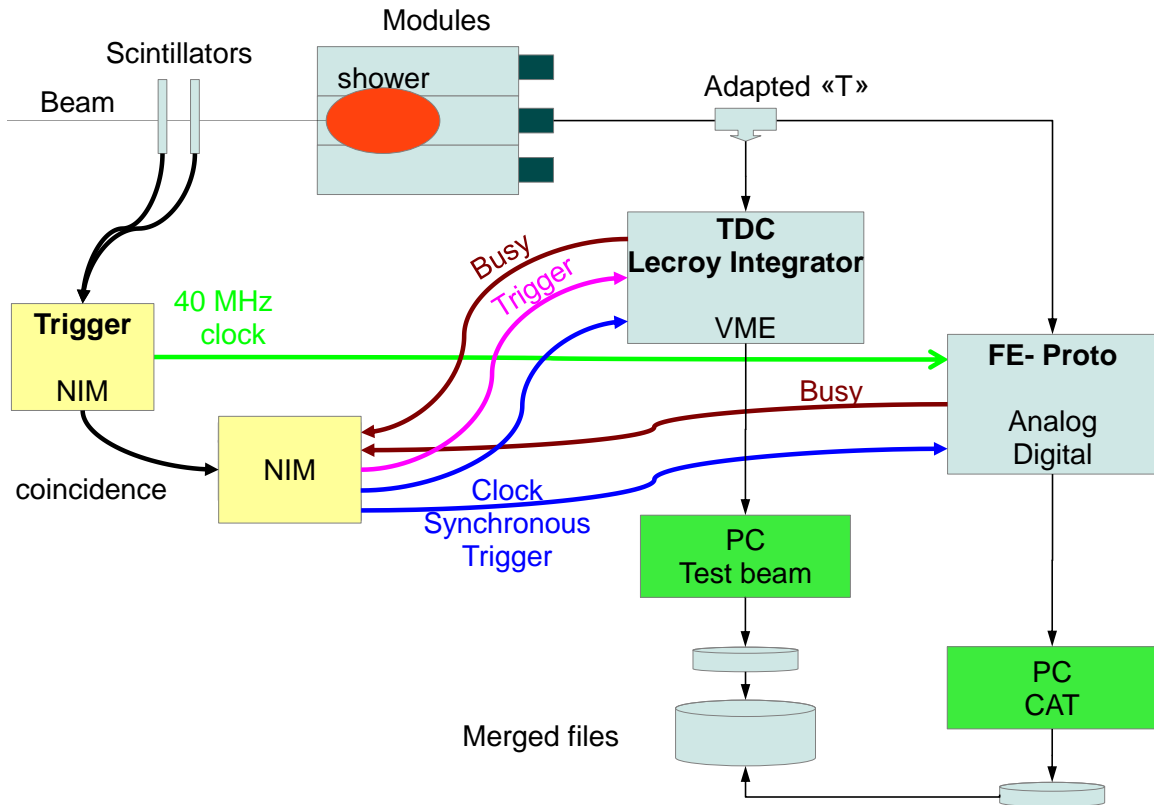 Modules
Scintillators
shower
Adapted «T»
Beam
TDC
Lecroy Integrator
VME
Busy
Trigger
40 MHz
clock
Trigger
NIM
FE- Proto
Analog
Digital
Busy
NIM
coincidence
Clock
Synchronous
Trigger
PC
Test beam
PC
CAT
Merged files